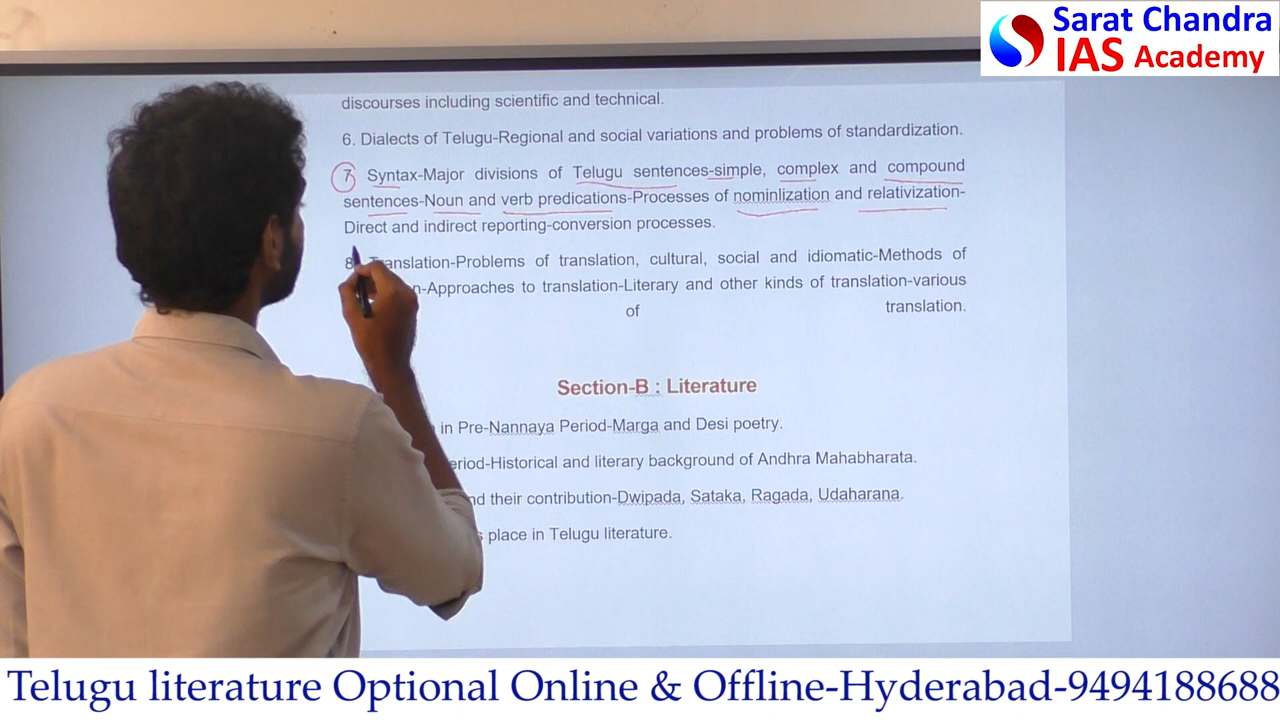 Sarat Chandra
IAS Academy
discourses including scientific and technical.
6. Dialects of Telugu-Regional and social variations and problems of standardization.
7. Syntax-Major divisions of Telugu sentences-simple, complex and compound
sentences-Noun and verb predications-Processes of nominlization and relativization-
Direct and indirect reporting-conversion processes.
8. Translation-Problems of translation, cultural, social and idiomatic-Methods of
-Approaches to translation-Literary and other kinds of translation-various
of translation.
Section-B : Literature
in Pre-Nannaya Period-Marga and Desi poetry.
-Historical and literary background of Andhra Mahabharata.
their contribution-Dwipada, Sataka, Ragada, Udaharana.
place in Telugu literature.
Telugu literature Optional Online & Offline-Hyderabad-9494188688